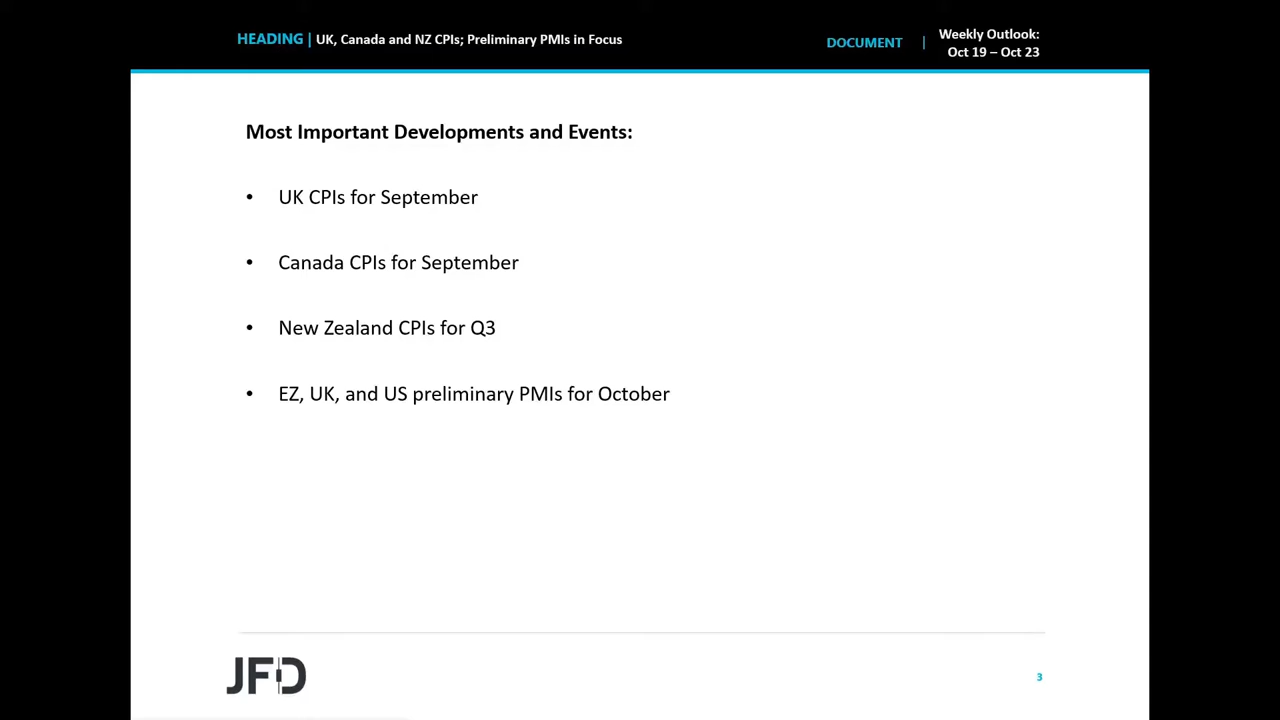 HEADING | UK, Canada and NZ CPIs; Preliminary PMIs in Focus
DOCUMENT | Weekly Outlook:
Oct 19 – Oct 23
Most Important Developments and Events:
• UK CPIs for September
• Canada CPIs for September
• New Zealand CPIs for Q3
• EZ, UK, and US preliminary PMIs for October
JFD
3